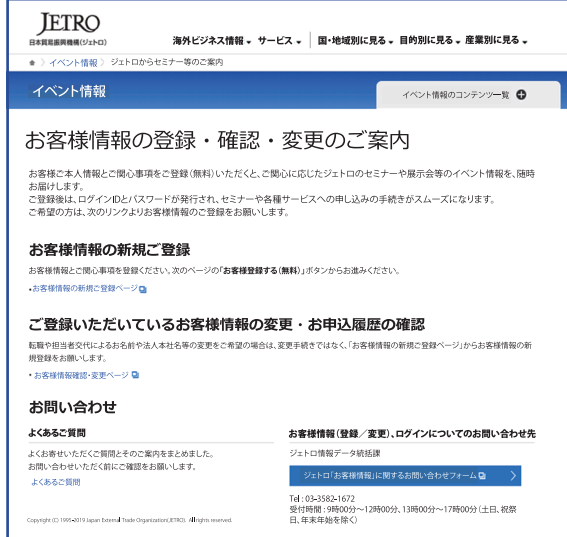 JETRO
日本貿易振興機構(ジェトロ)
海外ビジネス情報 サービス 国・地域別に見る 目的別に見る 産業別に見る
イベント情報 〉 ジェトロからセミナー等のご案内
イベント情報
イベント情報のコンテンツ一覧
お客様情報の登録・確認・変更のご案内
お客様ご本人情報とご関心事項をご登録(無料)いただくと、ご関心に応じたジェトロのセミナーや展示会等のイベント情報を、随時
お届けします。
ご登録後は、ログインIDとパスワードが発行され、セミナーや各種サービスへの申し込みの手続きがスムーズになります。
ご希望の方は、次のリンクよりお客様情報のご登録をお願いします。
お客様情報の新規ご登録
お客様情報とご関心事項を登録ください。次のページの「お客様登録する(無料)」ボタンからお進みください。
・お客様情報の新規ご登録ページ
ご登録いただいているお客様情報の変更・お申込履歴の確認
転職や担当者交代によるお名前や法人本社名等の変更をご希望の場合は、変更手続きではなく、「お客様情報の新規ご登録ページ」からお客様情報の新
規登録をお願いします。
・お客様情報確認・変更ページ
お問い合わせ
よくあるご質問
よくお寄せいただくご質問とそのご案内をまとめました。
お問い合わせいただく前にご確認をお願いします。
よくあるご質問
お客様情報(登録/変更)、ログインについてのお問い合わせ先
ジェトロ情報データ統括課
ジェトロ「お客様情報」に関するお問い合わせフォーム 〉
Tel : 03-3582-1672
受付時間 : 9時00分〜12時00分、13時00分〜17時00分(土日、祝祭
日、年末年始を除く)
Copyright (C) 1995-2019 Japan External Trade Organization(JETRO). All rights reserved.